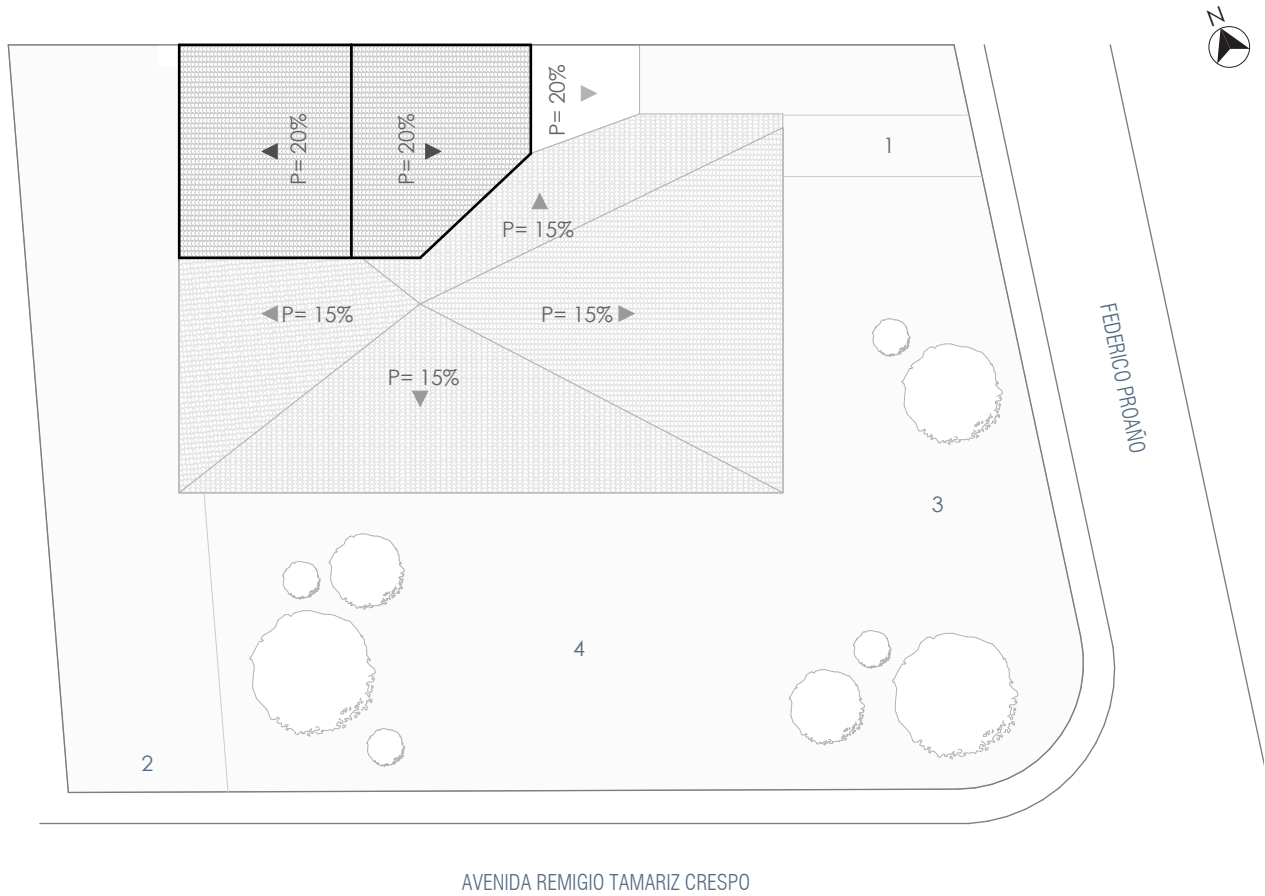 N
P= 20%
P= 20%
P= 20%
1
P= 15%
P= 15%
P= 15%
P= 15%
FEDERICO PROAÑO
3
4
2
AVENIDA REMIGIO TAMARIZ CRESPO